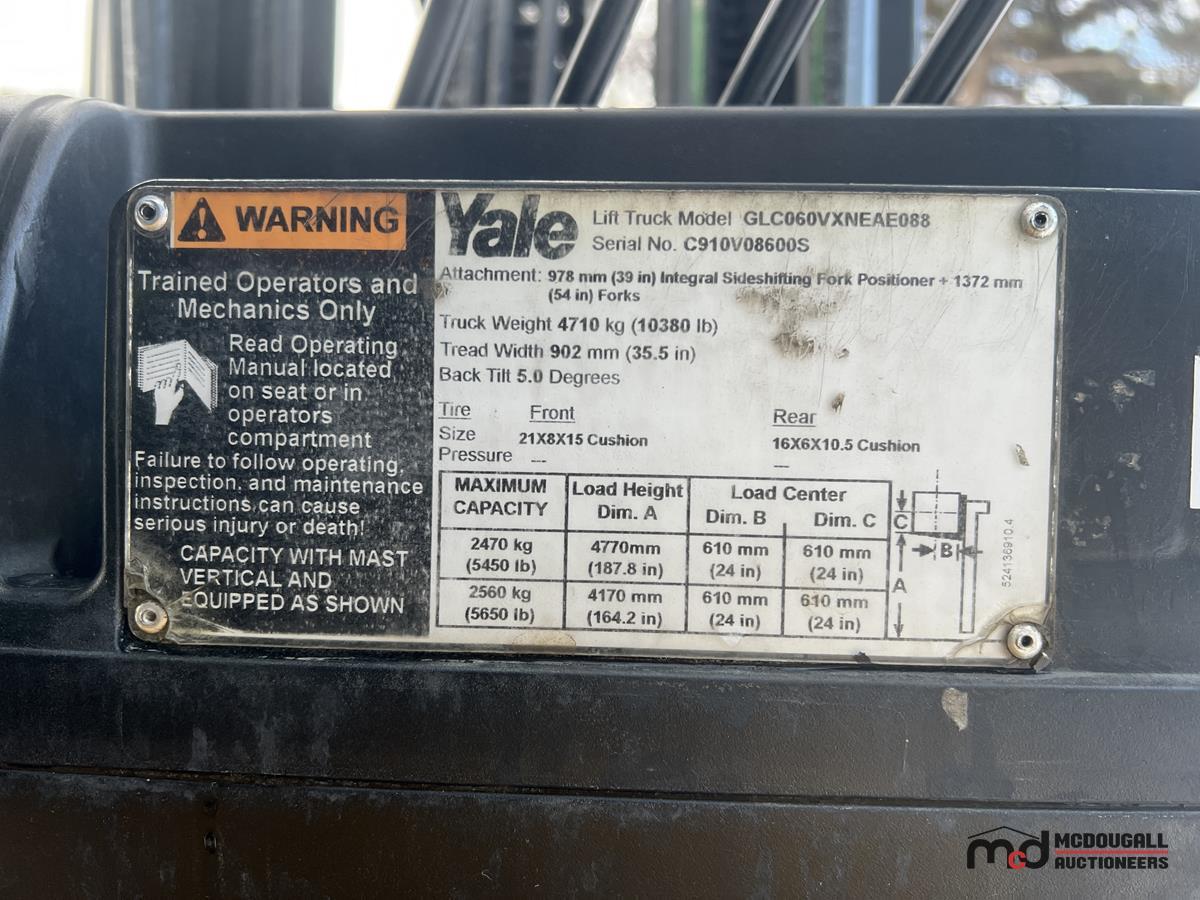 WARNING
Trained Operators and
Mechanics Only
Read Operating
Manual located
on seat or in
operators
compartment
Failure to follow operating,
inspection, and maintenance
instructions can cause
serious injury or death!
CAPACITY WITH MAST
VERTICAL AND
EQUIPPED AS SHOWN
Yale
Lift Truck Model GLC060VXNEAE088
Serial No. C910V08600S
Attachment: 978 mm (39 in) Integral Sideshifting Fork Positioner + 1372 mm
(54 in) Forks
Truck Weight 4710 kg (10380 lb)
Tread Width 902 mm (35.5 in)
Back Tilt 5.0 Degrees
Tire Front Rear
Size 21X8X15 Cushion 16X6X10.5 Cushion
Pressure --- ---
MAXIMUM Load Height Load Center
CAPACITY Dim. A Dim. B Dim. C
2470 kg 4770mm 610 mm 610 mm
(5450 lb) (187.8 in) (24 in) (24 in)
2560 kg 4170 mm 610 mm 610 mm
(5650 lb) (164.2 in) (24 in) (24 in)
C
B
A
524136910.4
mcd MCDOUGALL
AUCTIONEERS